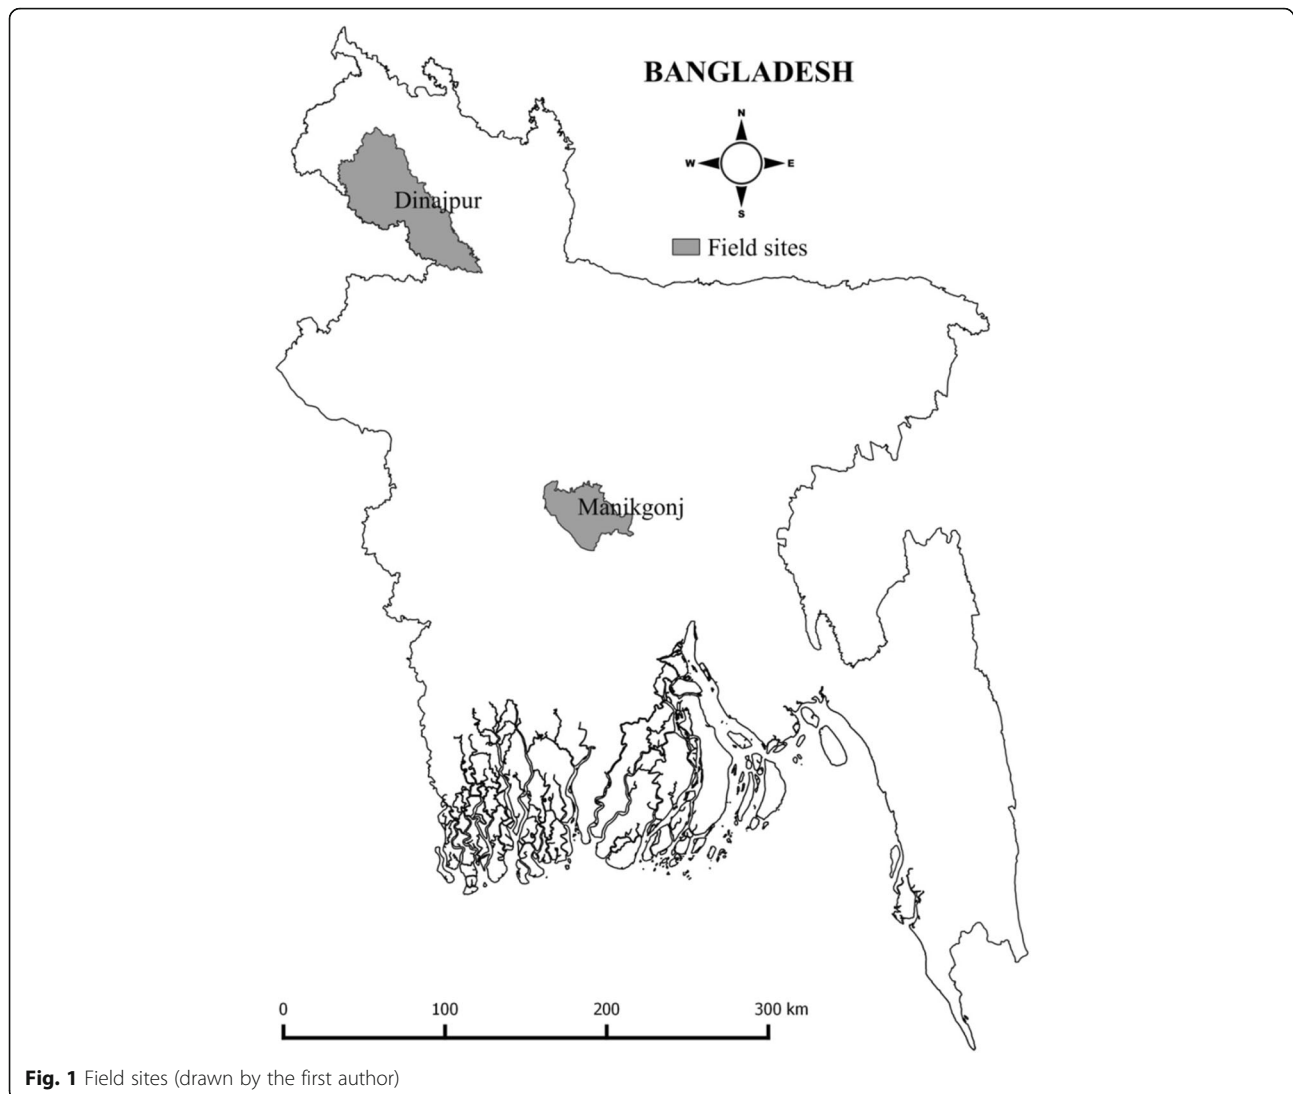 BANGLADESH
N
W E
S
Dinajpur
Field sites
Manikgonj
0 100 200 300 km
Fig. 1 Field sites (drawn by the first author)